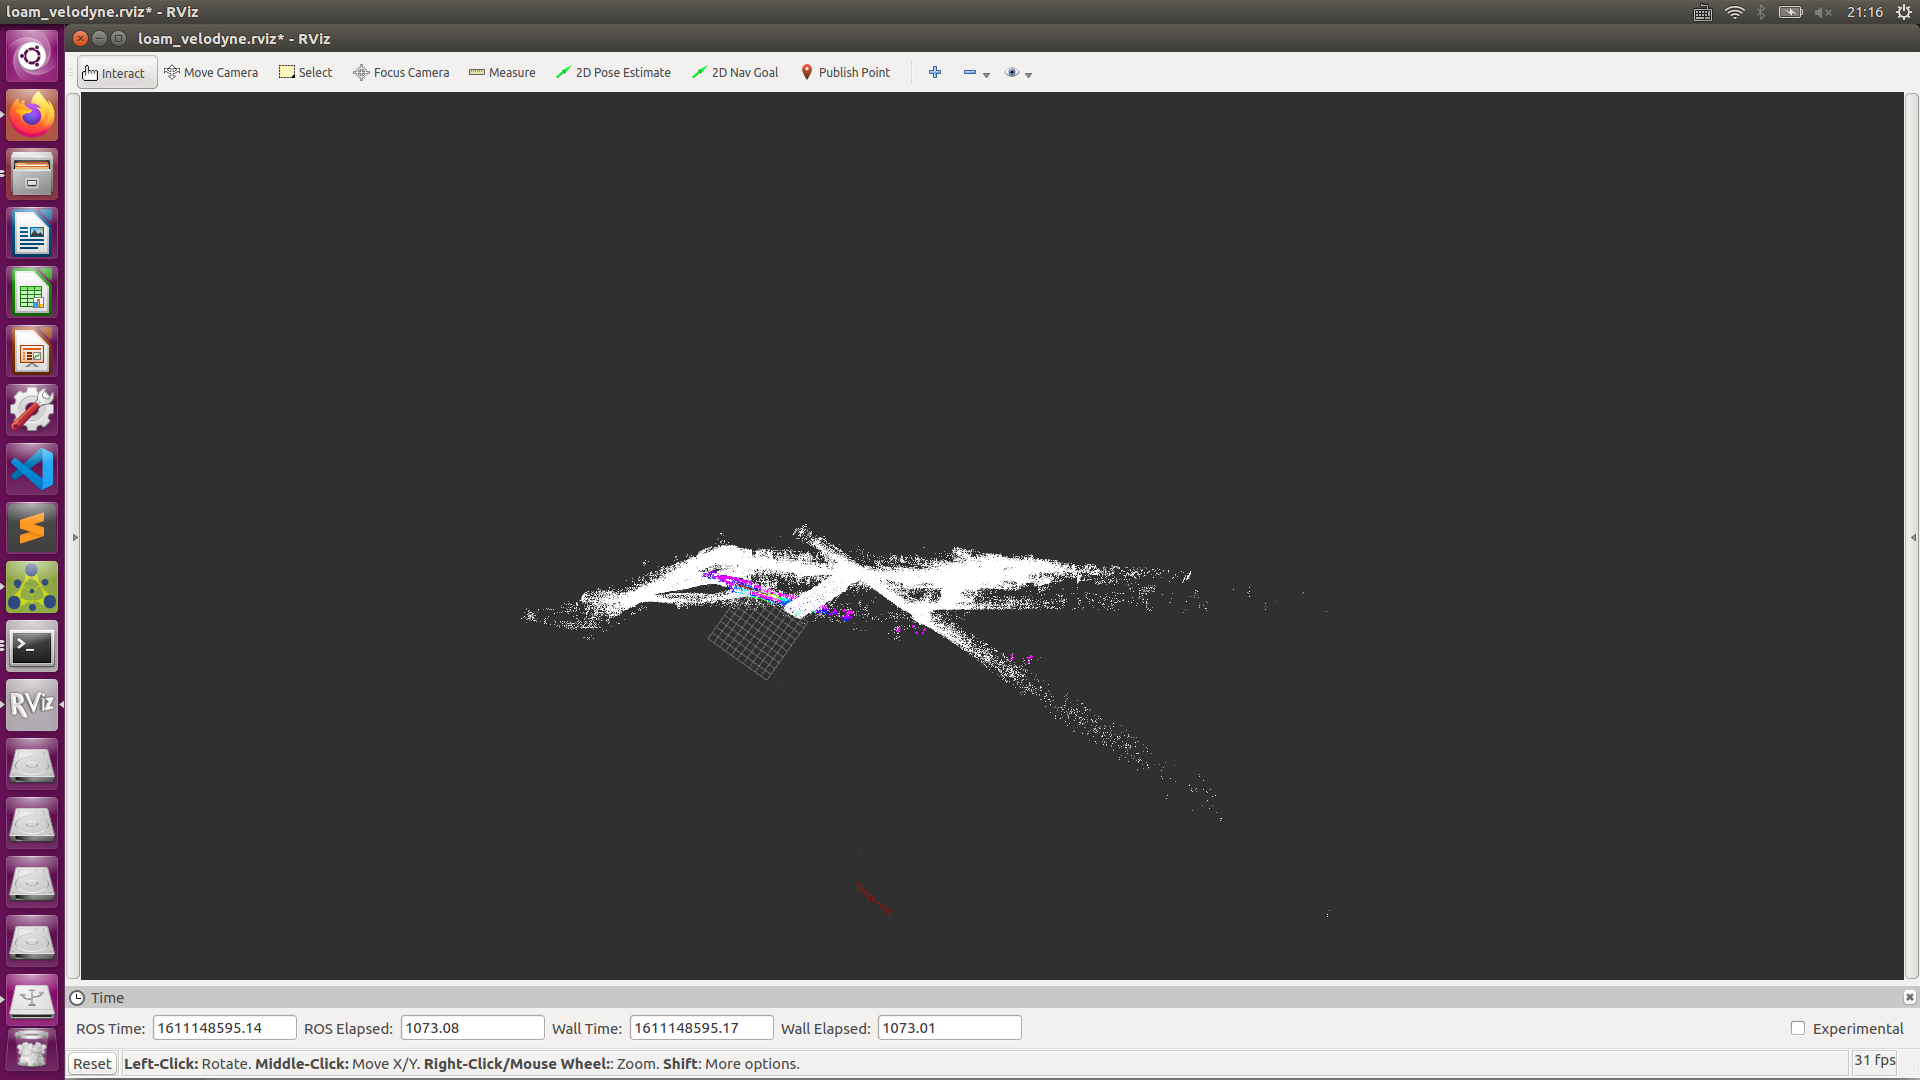 loam_velodyne.rviz* - RViz
21:16
loam_velodyne.rviz* - RViz
Interact Move Camera Select Focus Camera Measure 2D Pose Estimate 2D Nav Goal Publish Point
RViz
Time
ROS Time: 1611148595.14 ROS Elapsed: 1073.08 Wall Time: 1611148595.17 Wall Elapsed: 1073.01 Experimental
Reset Left-Click: Rotate. Middle-Click: Move X/Y. Right-Click/Mouse Wheel:: Zoom. Shift: More options. 31 fps